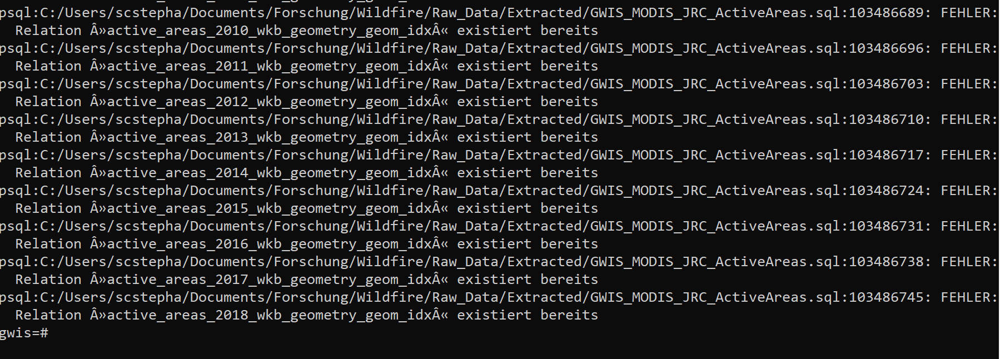 psql:C:/Users/scstepha/Documents/Forschung/Wildfire/Raw_Data/Extracted/GWIS_MODIS_JRC_ActiveAreas.sql:103486689: FEHLER:
Relation Â»active_areas_2010_wkb_geometry_geom_idxÂ« existiert bereits
psql:C:/Users/scstepha/Documents/Forschung/Wildfire/Raw_Data/Extracted/GWIS_MODIS_JRC_ActiveAreas.sql:103486696: FEHLER:
Relation Â»active_areas_2011_wkb_geometry_geom_idxÂ« existiert bereits
psql:C:/Users/scstepha/Documents/Forschung/Wildfire/Raw_Data/Extracted/GWIS_MODIS_JRC_ActiveAreas.sql:103486703: FEHLER:
Relation Â»active_areas_2012_wkb_geometry_geom_idxÂ« existiert bereits
psql:C:/Users/scstepha/Documents/Forschung/Wildfire/Raw_Data/Extracted/GWIS_MODIS_JRC_ActiveAreas.sql:103486710: FEHLER:
Relation Â»active_areas_2013_wkb_geometry_geom_idxÂ« existiert bereits
psql:C:/Users/scstepha/Documents/Forschung/Wildfire/Raw_Data/Extracted/GWIS_MODIS_JRC_ActiveAreas.sql:103486717: FEHLER:
Relation Â»active_areas_2014_wkb_geometry_geom_idxÂ« existiert bereits
psql:C:/Users/scstepha/Documents/Forschung/Wildfire/Raw_Data/Extracted/GWIS_MODIS_JRC_ActiveAreas.sql:103486724: FEHLER:
Relation Â»active_areas_2015_wkb_geometry_geom_idxÂ« existiert bereits
psql:C:/Users/scstepha/Documents/Forschung/Wildfire/Raw_Data/Extracted/GWIS_MODIS_JRC_ActiveAreas.sql:103486731: FEHLER:
Relation Â»active_areas_2016_wkb_geometry_geom_idxÂ« existiert bereits
psql:C:/Users/scstepha/Documents/Forschung/Wildfire/Raw_Data/Extracted/GWIS_MODIS_JRC_ActiveAreas.sql:103486738: FEHLER:
Relation Â»active_areas_2017_wkb_geometry_geom_idxÂ« existiert bereits
psql:C:/Users/scstepha/Documents/Forschung/Wildfire/Raw_Data/Extracted/GWIS_MODIS_JRC_ActiveAreas.sql:103486745: FEHLER:
Relation Â»active_areas_2018_wkb_geometry_geom_idxÂ« existiert bereits
gwis=#